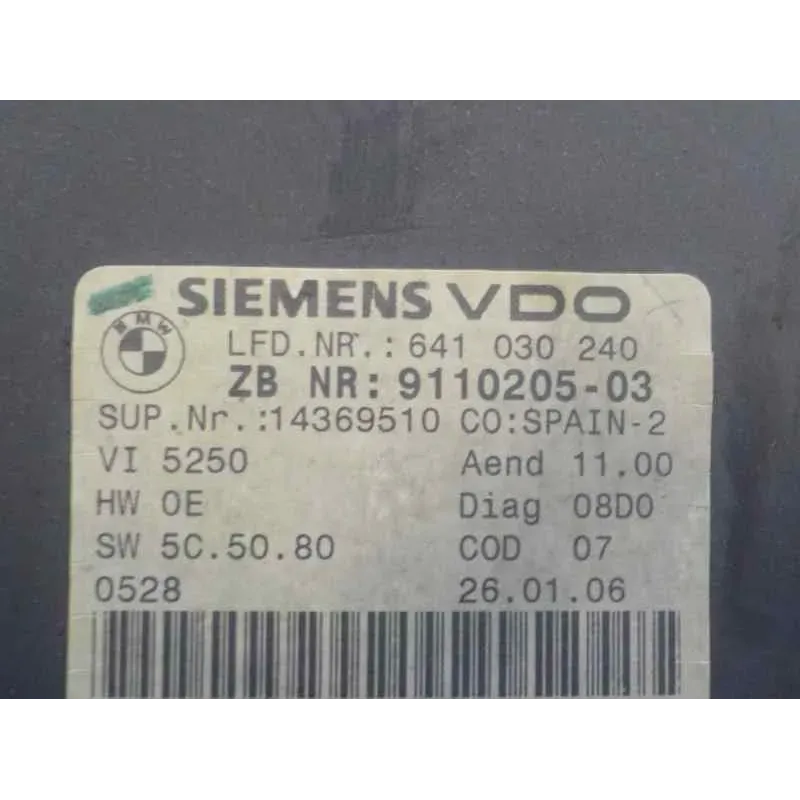 SIEMENS VDO
BMW
LFD.NR.: 641 030 240
ZB NR: 9110205-03
SUP.Nr.:14369510 CO:SPAIN-2
VI 5250 Aend 11.00
HW 0E Diag 08D0
SW 5C.50.80 COD 07
0528 26.01.06